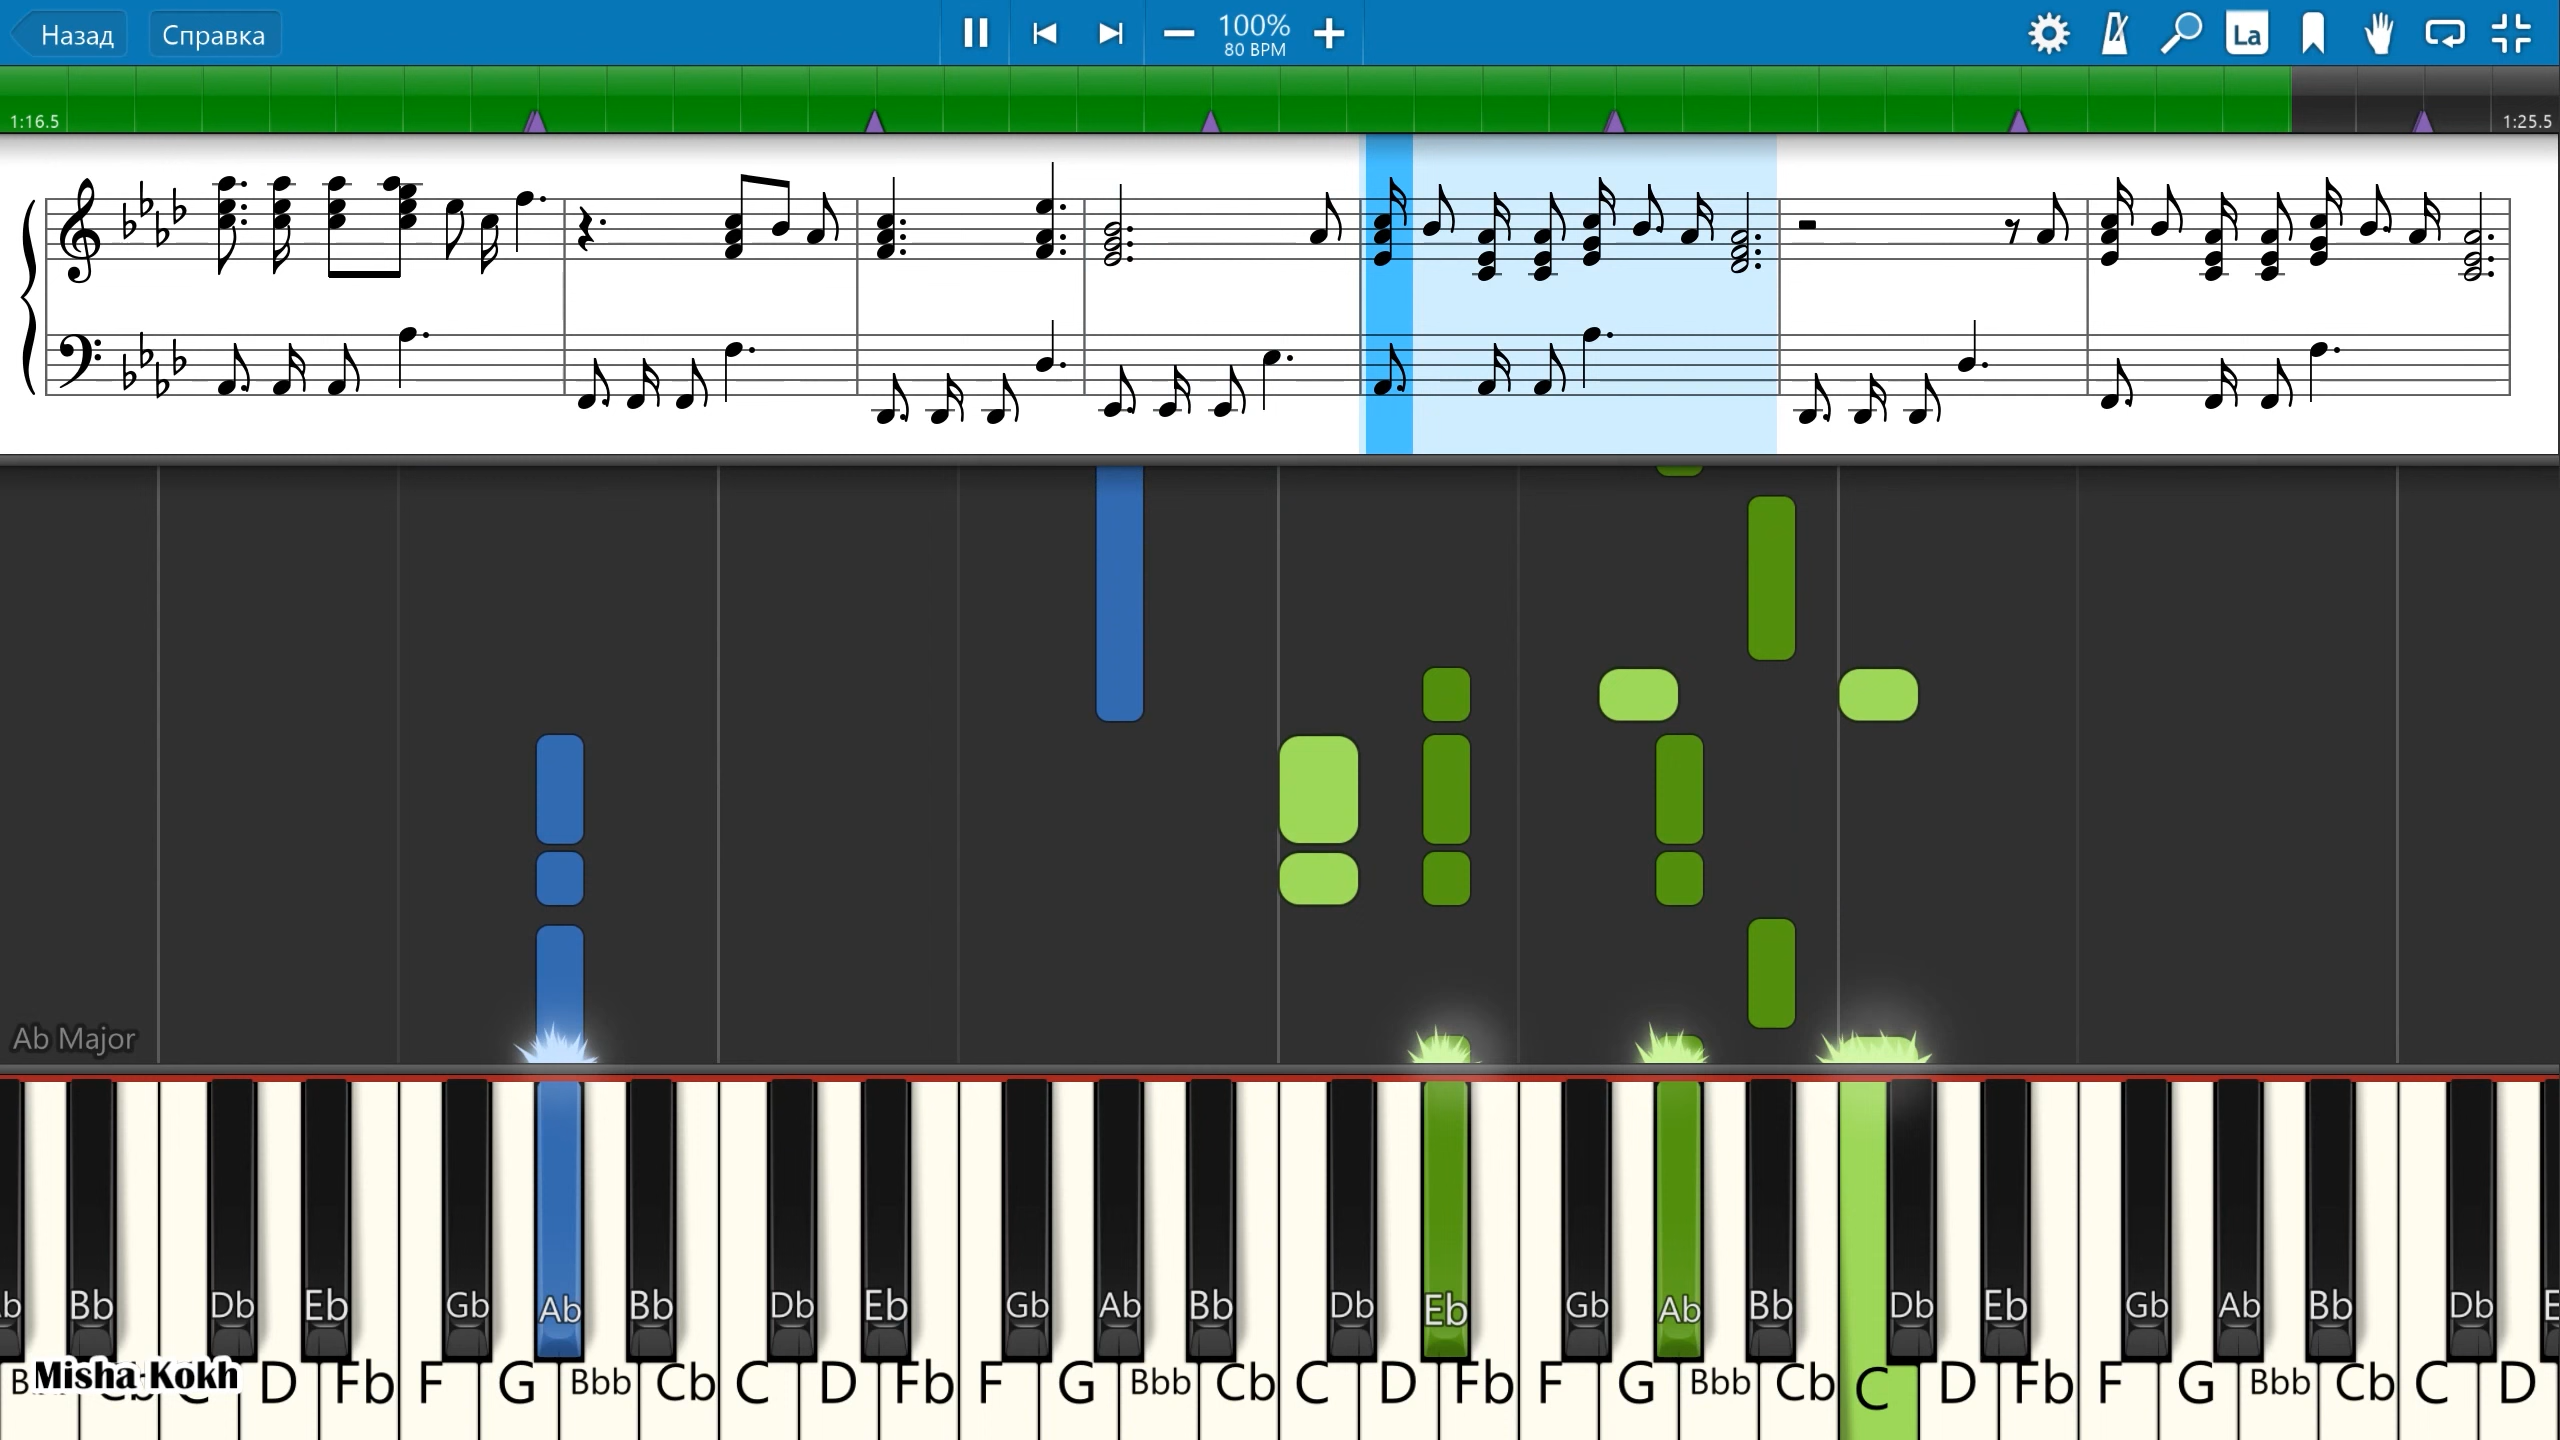 Назад Справка 100% La
80 BPM
1:16.5 1:25.5
Ab Major
Bb Db Eb Gb Ab Bb Db Eb Gb Ab Bb Db Eb Gb Ab Bb Db Eb Gb Ab Bb Db
Misha Kokh D Fb F G Bbb Cb C D Fb F G Bbb Cb C D Fb F G Bbb Cb C D Fb F G Bbb Cb C D